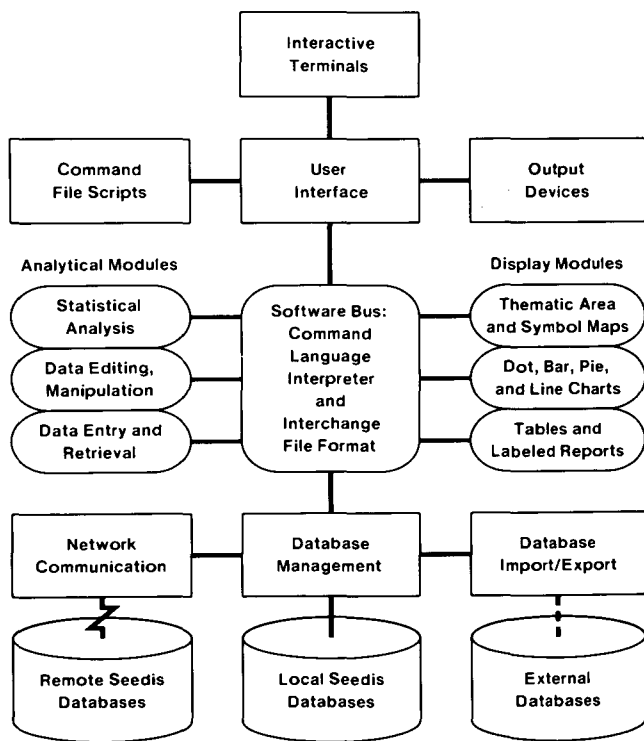 Interactive
Terminals
Command
File Scripts
User
Interface
Output
Devices
Analytical Modules
Display Modules
Statistical
Analysis
Data Editing,
Manipulation
Data Entry and
Retrieval
Software Bus:
Command
Language
Interpreter
and
Interchange
File Format
Thematic Area
and Symbol Maps
Dot, Bar, Pie,
and Line Charts
Tables and
Labeled Reports
Network
Communication
Database
Management
Database
Import/Export
Remote Seedis
Databases
Local Seedis
Databases
External
Databases